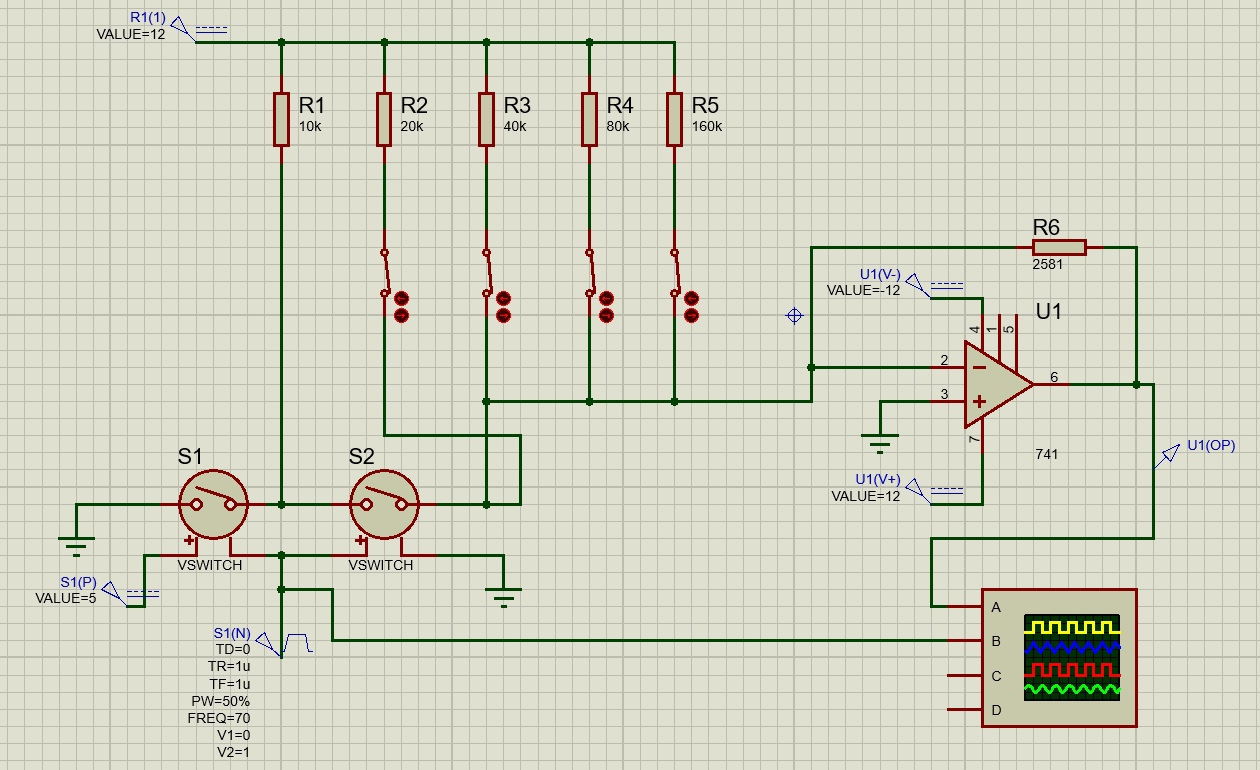 R1(1)
VALUE=12
R1
10k
R2
20k
R3
40k
R4
80k
R5
160k
R6
2581
U1(V-)
VALUE=-12
U1
4
1
5
2
6
3
7
741
U1(OP)
U1(V+)
VALUE=12
S1
S2
VSWITCH
VSWITCH
S1(P)
VALUE=5
S1(N)
TD=0
TR=1u
TF=1u
PW=50%
FREQ=70
V1=0
V2=1
A
B
C
D